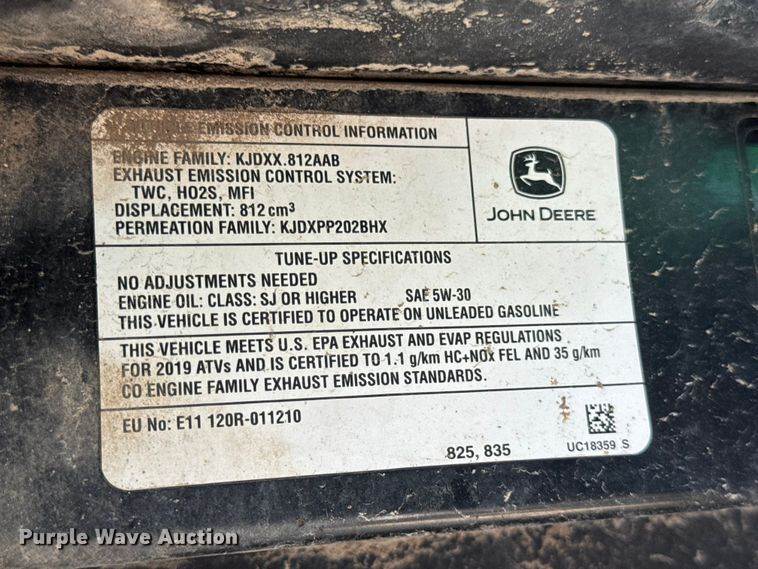 EMISSION CONTROL INFORMATION
ENGINE FAMILY: KJDXX.812AAB
EXHAUST EMISSION CONTROL SYSTEM:
TWC, HO2S, MFI
DISPLACEMENT: 812 cm³
PERMEATION FAMILY: KJDXPP202BHX
JOHN DEERE
TUNE-UP SPECIFICATIONS
NO ADJUSTMENTS NEEDED
ENGINE OIL: CLASS: SJ OR HIGHER SAE 5W-30
THIS VEHICLE IS CERTIFIED TO OPERATE ON UNLEADED GASOLINE
THIS VEHICLE MEETS U.S. EPA EXHAUST AND EVAP REGULATIONS
FOR 2019 ATVs AND IS CERTIFIED TO 1.1 g/km HC+NOx FEL AND 35 g/km
CO ENGINE FAMILY EXHAUST EMISSION STANDARDS.
EU No: E11 120R-011210
825, 835
UC18359 S
Purple Wave Auction